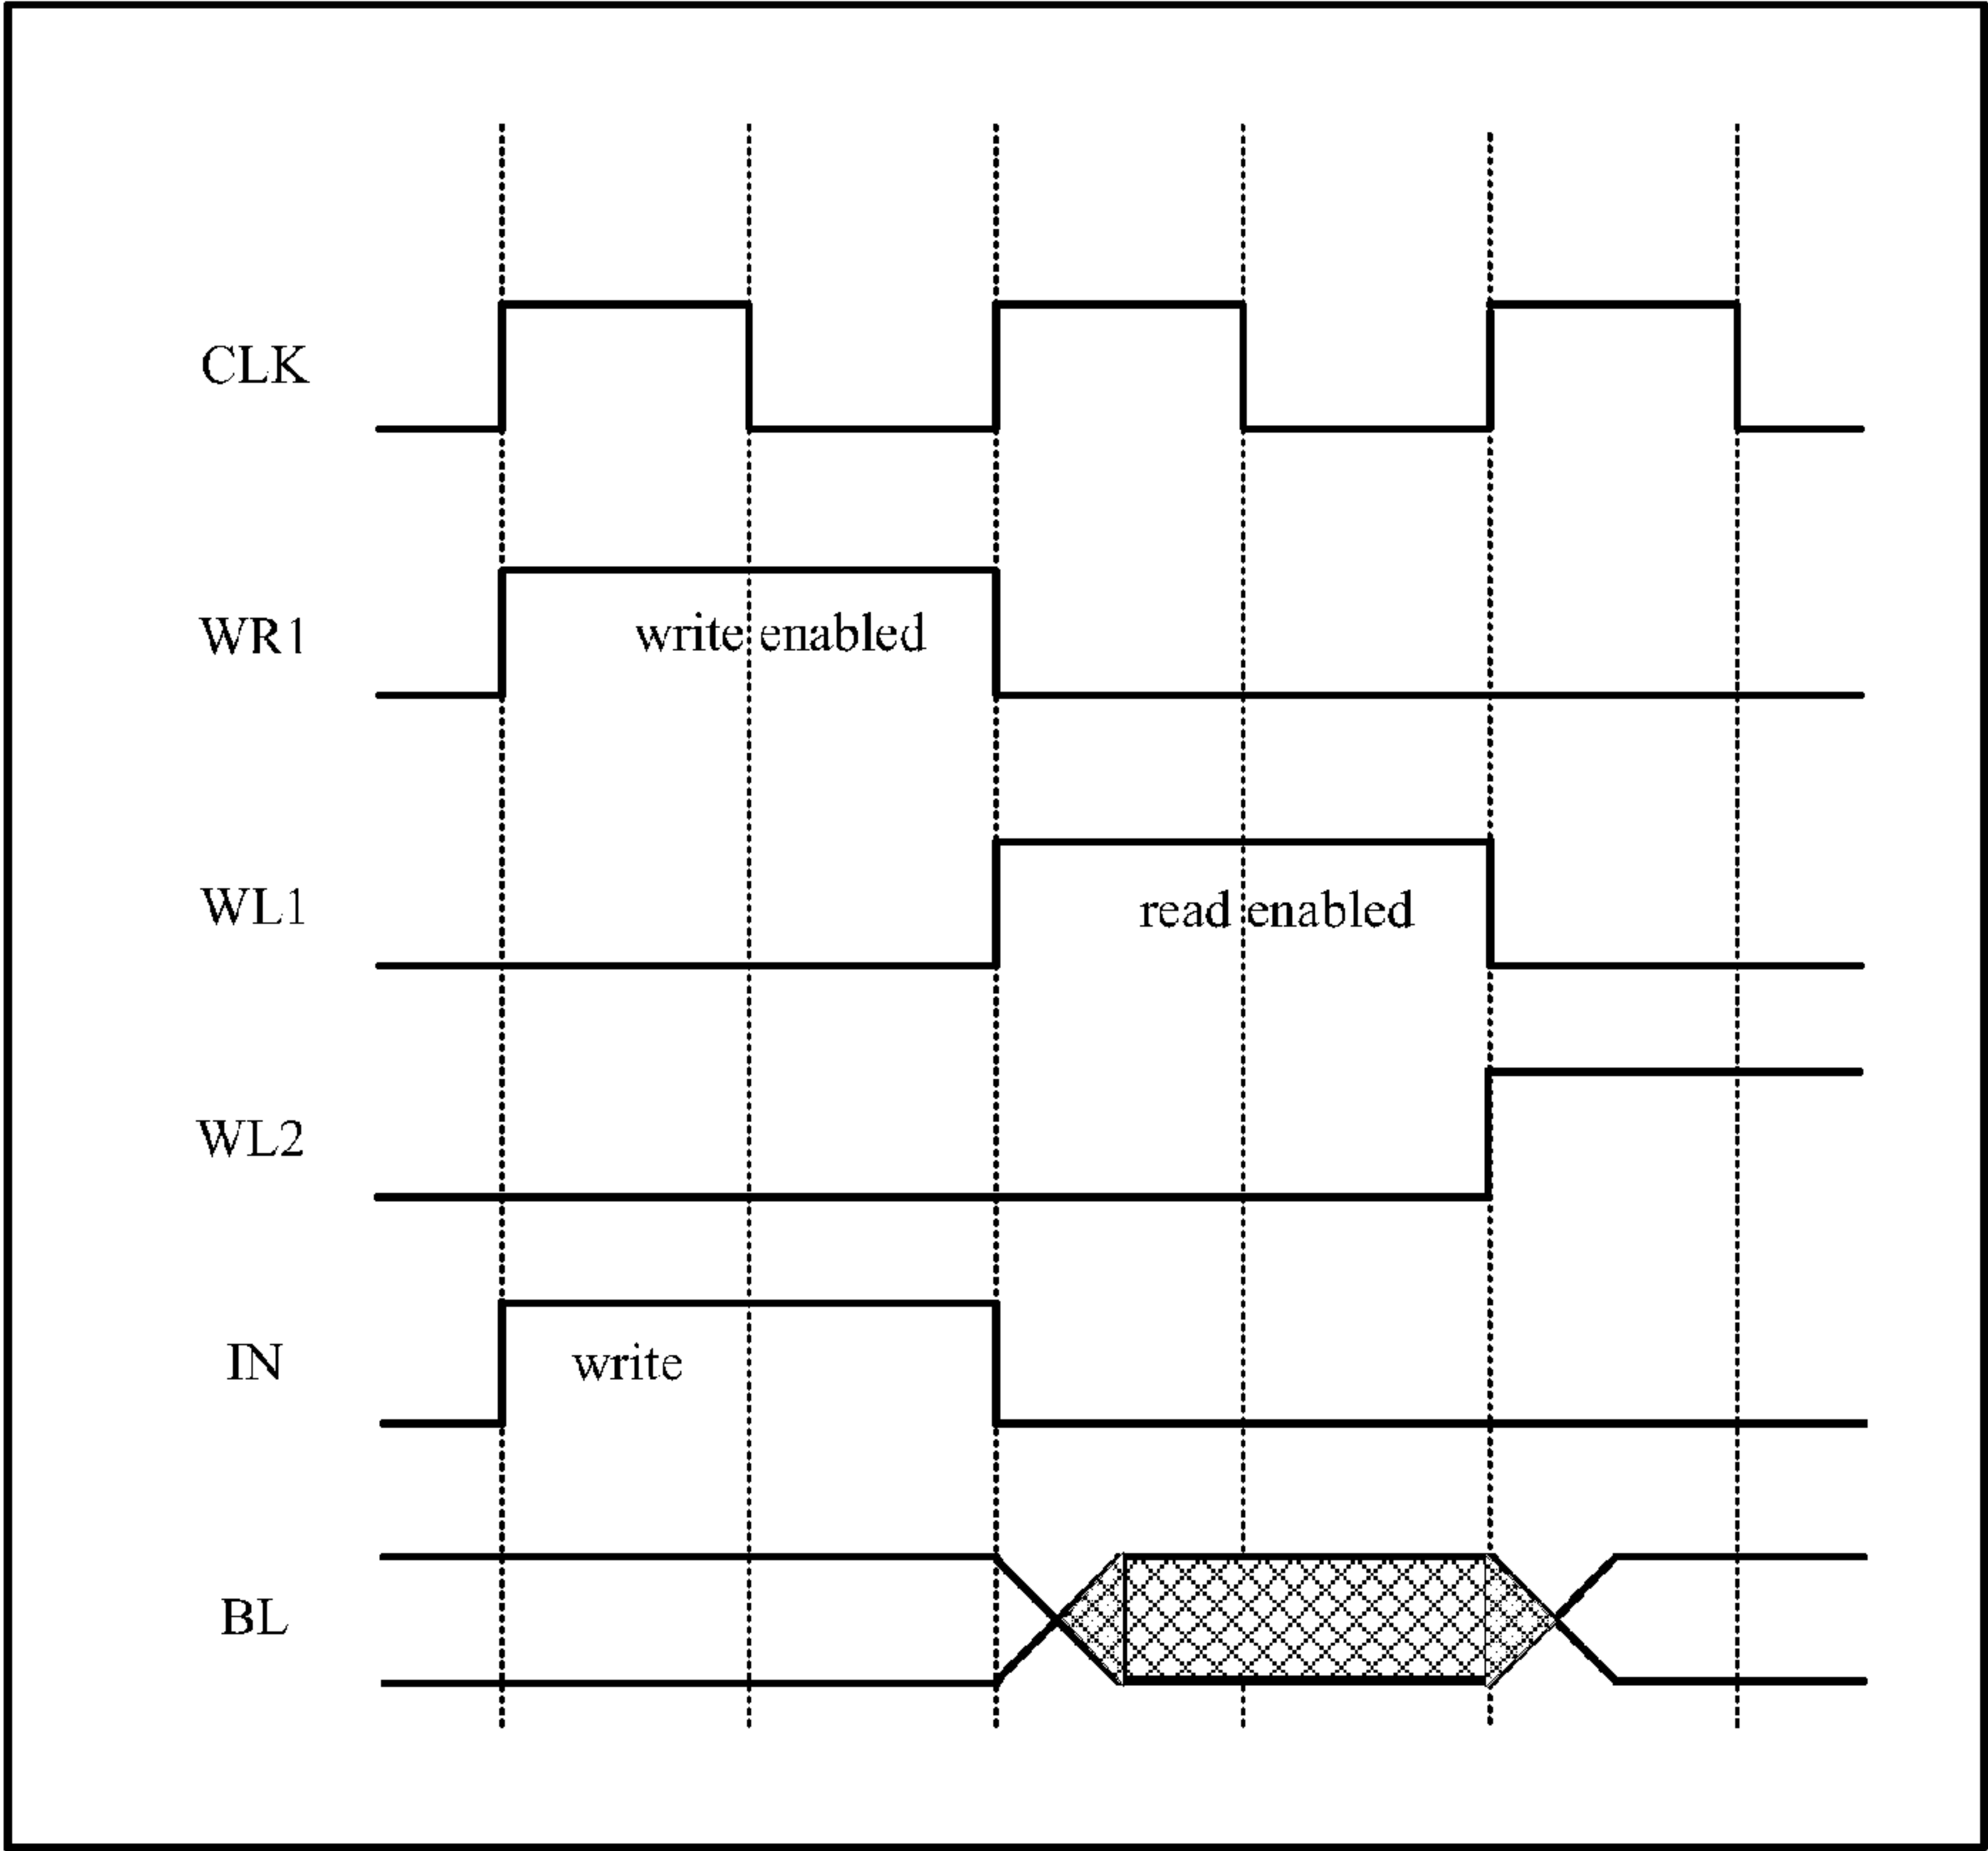 CLK
WR1
write enabled
WL1
read enabled
WL2
IN
write
BL